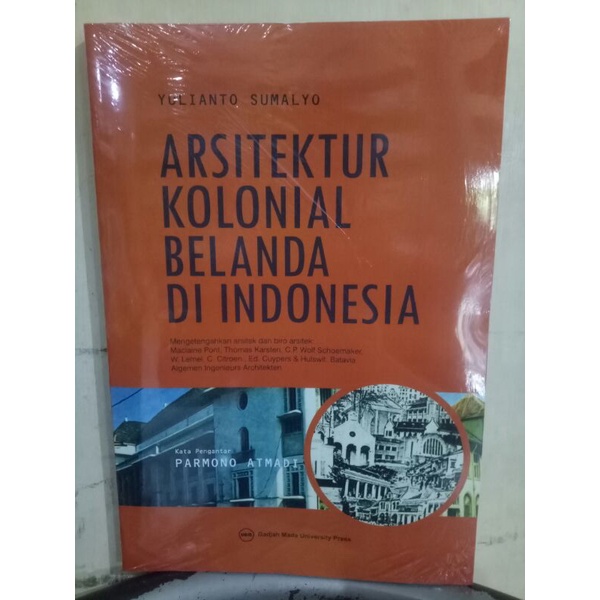 YULIANTO SUMALYO
ARSITEKTUR
KOLONIAL
BELANDA
DI INDONESIA
Mengetengahkan arsitek dan biro arsitek:
Maclaine Pont, Thomas Karsten, C.P. Wolf Schoemaker,
W. Lemei, C. Citroen, Ed. Cuypers & Hulswit, Batavia,
Algemen Ingenieurs Architekten
Kata Pengantar:
PARMONO ATMADI
Gadjah Mada University Press